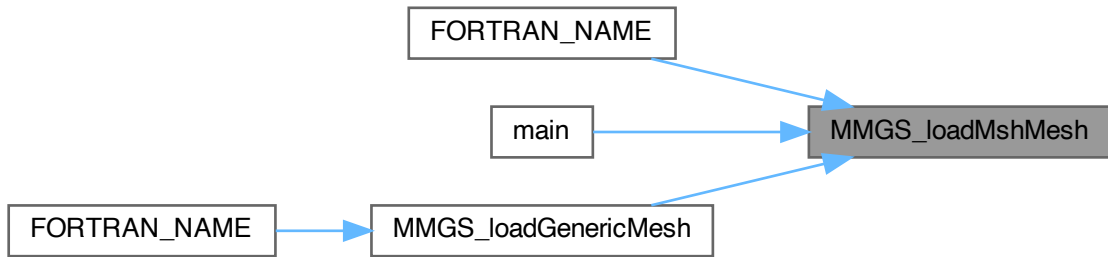 FORTRAN_NAME
main
MMGS_loadMshMesh
FORTRAN_NAME
MMGS_loadGenericMesh